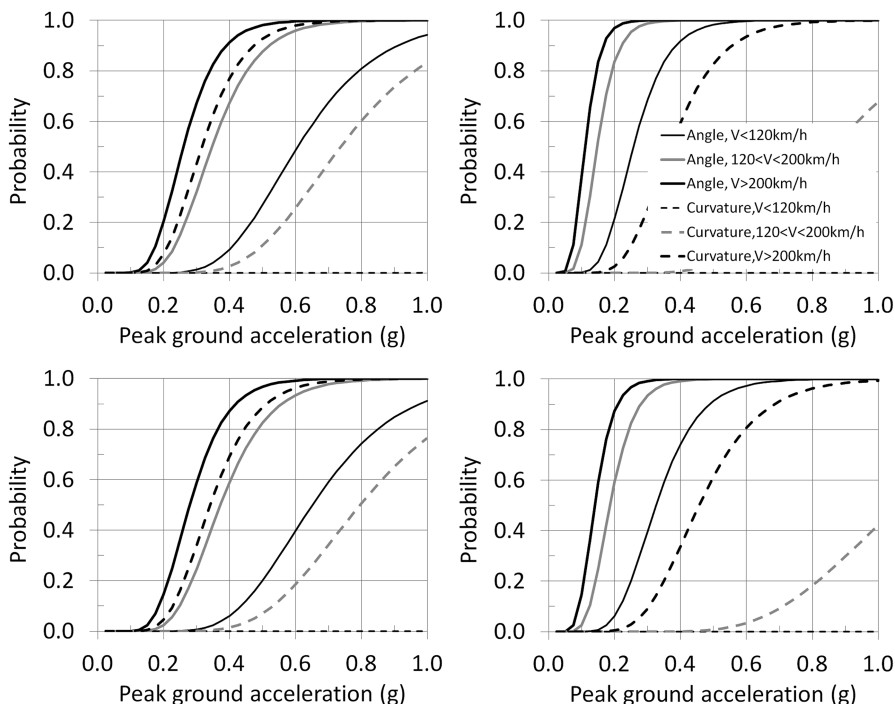 1.0
0.8
0.6
0.4
0.2
0.0
Probability
0.0 0.2 0.4 0.6 0.8 1.0
Peak ground acceleration (g)
1.0
0.8
0.6
0.4
0.2
0.0
Probability
Angle, V<120km/h
Angle, 120<V<200km/h
Angle, V>200km/h
Curvature,V<120km/h
Curvature,120<V<200km/h
Curvature,V>200km/h
0.0 0.2 0.4 0.6 0.8 1.0
Peak ground acceleration (g)
1.0
0.8
0.6
0.4
0.2
0.0
Probability
0.0 0.2 0.4 0.6 0.8 1.0
Peak ground acceleration (g)
1.0
0.8
0.6
0.4
0.2
0.0
Probability
0.0 0.2 0.4 0.6 0.8 1.0
Peak ground acceleration (g)